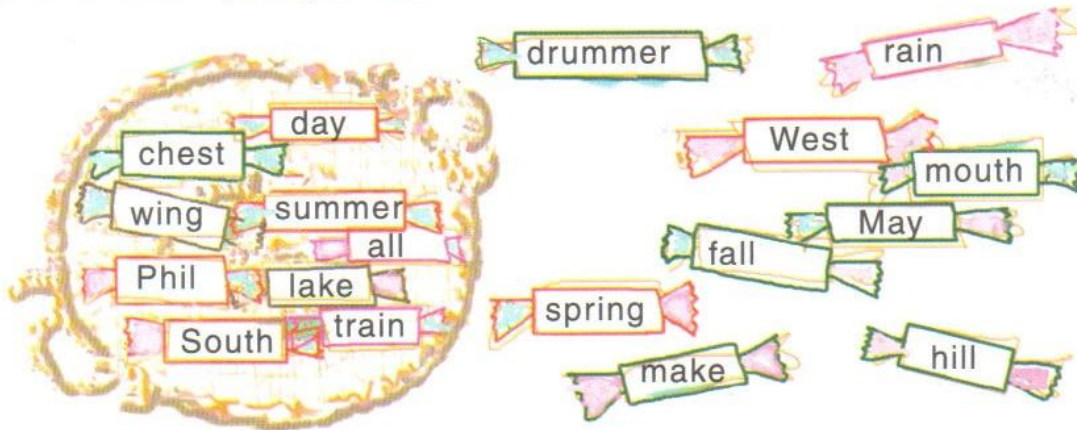 drummer
rain
day
West
chest
mouth
wing
summer
May
all
fall
Phil
lake
spring
South
train
make
hill